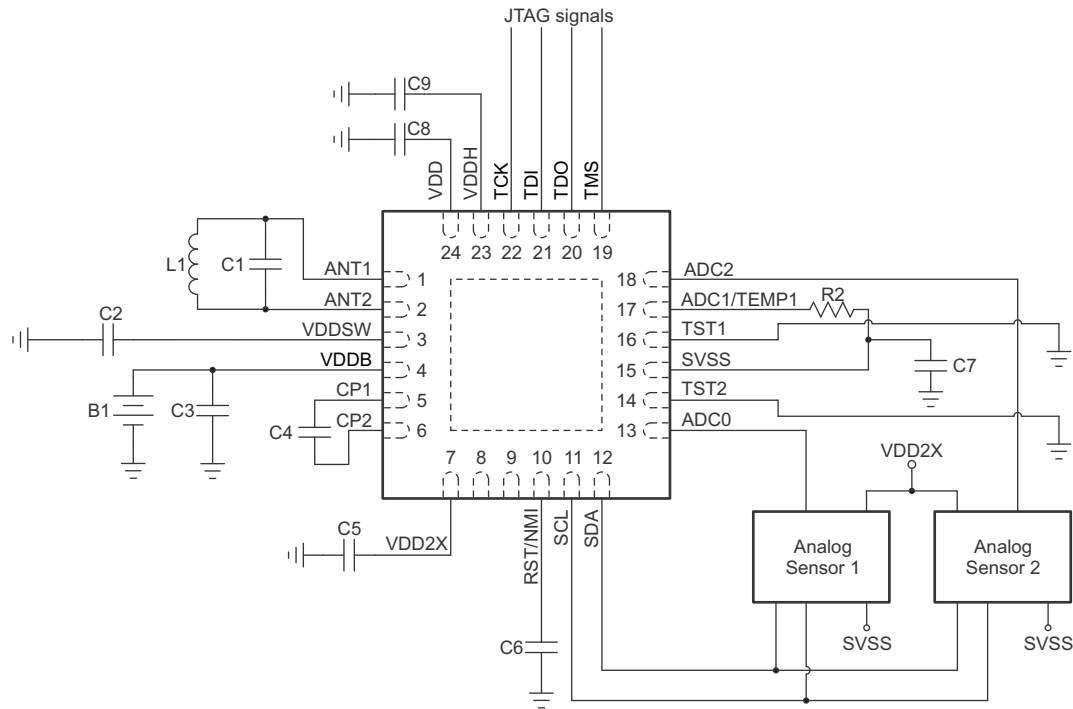 JTAG signals
C9
C8
VDD
VDDH
TCK
TDI
TDO
TMS
24
23
22
21
20
19
L1
C1
ANT1
1
ANT2
2
C2
VDDSW
3
VDDB
4
B1
C3
CP1
5
C4
CP2
6
18
ADC2
17
ADC1/TEMP1
R2
16
TST1
15
SVSS
C7
14
TST2
13
ADC0
7
8
9
10
11
12
C5
VDD2X
RST/NMI
SCL
SDA
C6
VDD2X
Analog
Sensor 1
Analog
Sensor 2
SVSS
SVSS